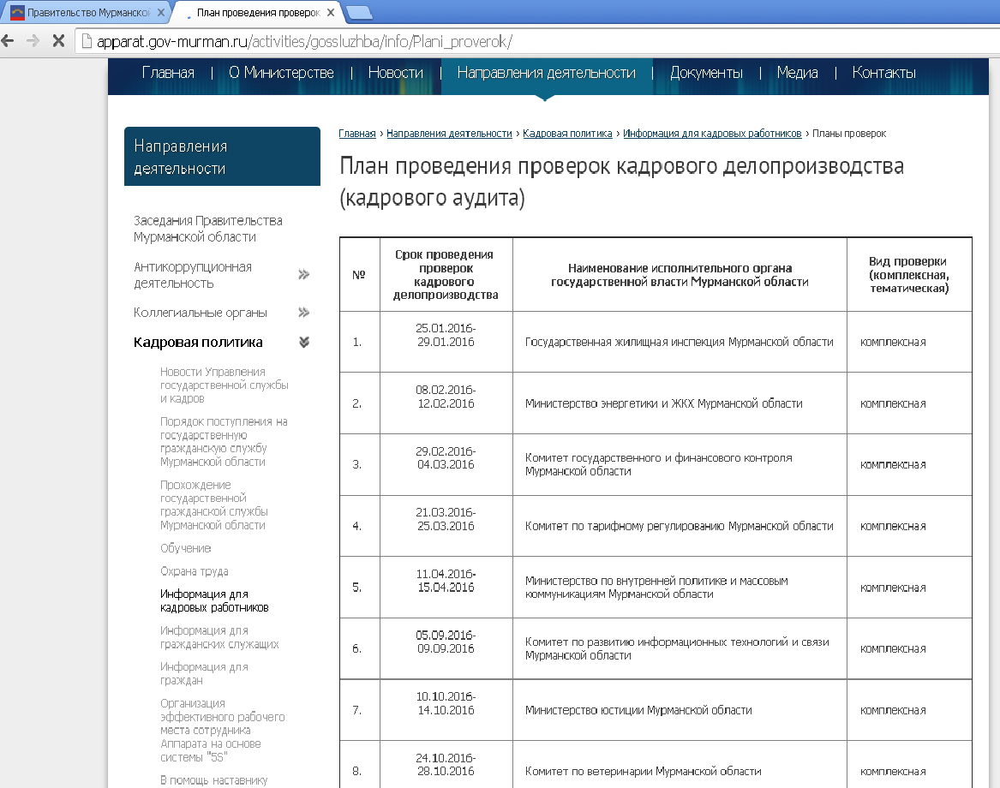 Правительство Мурманской
План проведения проверок
apparat.gov-murman.ru/activities/gossluzhba/info/Plani_proverok/
Главная | О Министерстве | Новости | Направления деятельности | Документы | Медиа | Контакты
Направления
деятельности
Заседания Правительства
Мурманской области
Антикоррупционная
деятельность
Коллегиальные органы
Кадровая политика
Новости Управления
государственной службы
и кадров
Порядок поступления на
государственную
гражданскую службу
Мурманской области
Прохождение
государственной
гражданской службы
Мурманской области
Обучение
Охрана труда
Информация для
кадровых работников
Информация для
гражданских служащих
Информация для
граждан
Организация
эффективного рабочего
места сотрудника
Аппарата на основе
системы "5S"
В помощь наставнику
Главная › Направления деятельности › Кадровая политика › Информация для кадровых работников › Планы проверок
План проведения проверок кадрового делопроизводства
(кадрового аудита)
№
Срок проведения
проверок
кадрового
делопроизводства
Наименование исполнительного органа
государственной власти Мурманской области
Вид проверки
(комплексная,
тематическая)
1.
25.01.2016-
29.01.2016
Государственная жилищная инспекция Мурманской области
комплексная
2.
08.02.2016-
12.02.2016
Министерство энергетики и ЖКХ Мурманской области
комплексная
3.
29.02.2016-
04.03.2016
Комитет государственного и финансового контроля
Мурманской области
комплексная
4.
21.03.2016-
25.03.2016
Комитет по тарифному регулированию Мурманской области
комплексная
5.
11.04.2016-
15.04.2016
Министерство по внутренней политике и массовым
коммуникациям Мурманской области
комплексная
6.
05.09.2016-
09.09.2016
Комитет по развитию информационных технологий и связи
Мурманской области
комплексная
7.
10.10.2016-
14.10.2016
Министерство юстиции Мурманской области
комплексная
8.
24.10.2016-
28.10.2016
Комитет по ветеринарии Мурманской области
комплексная